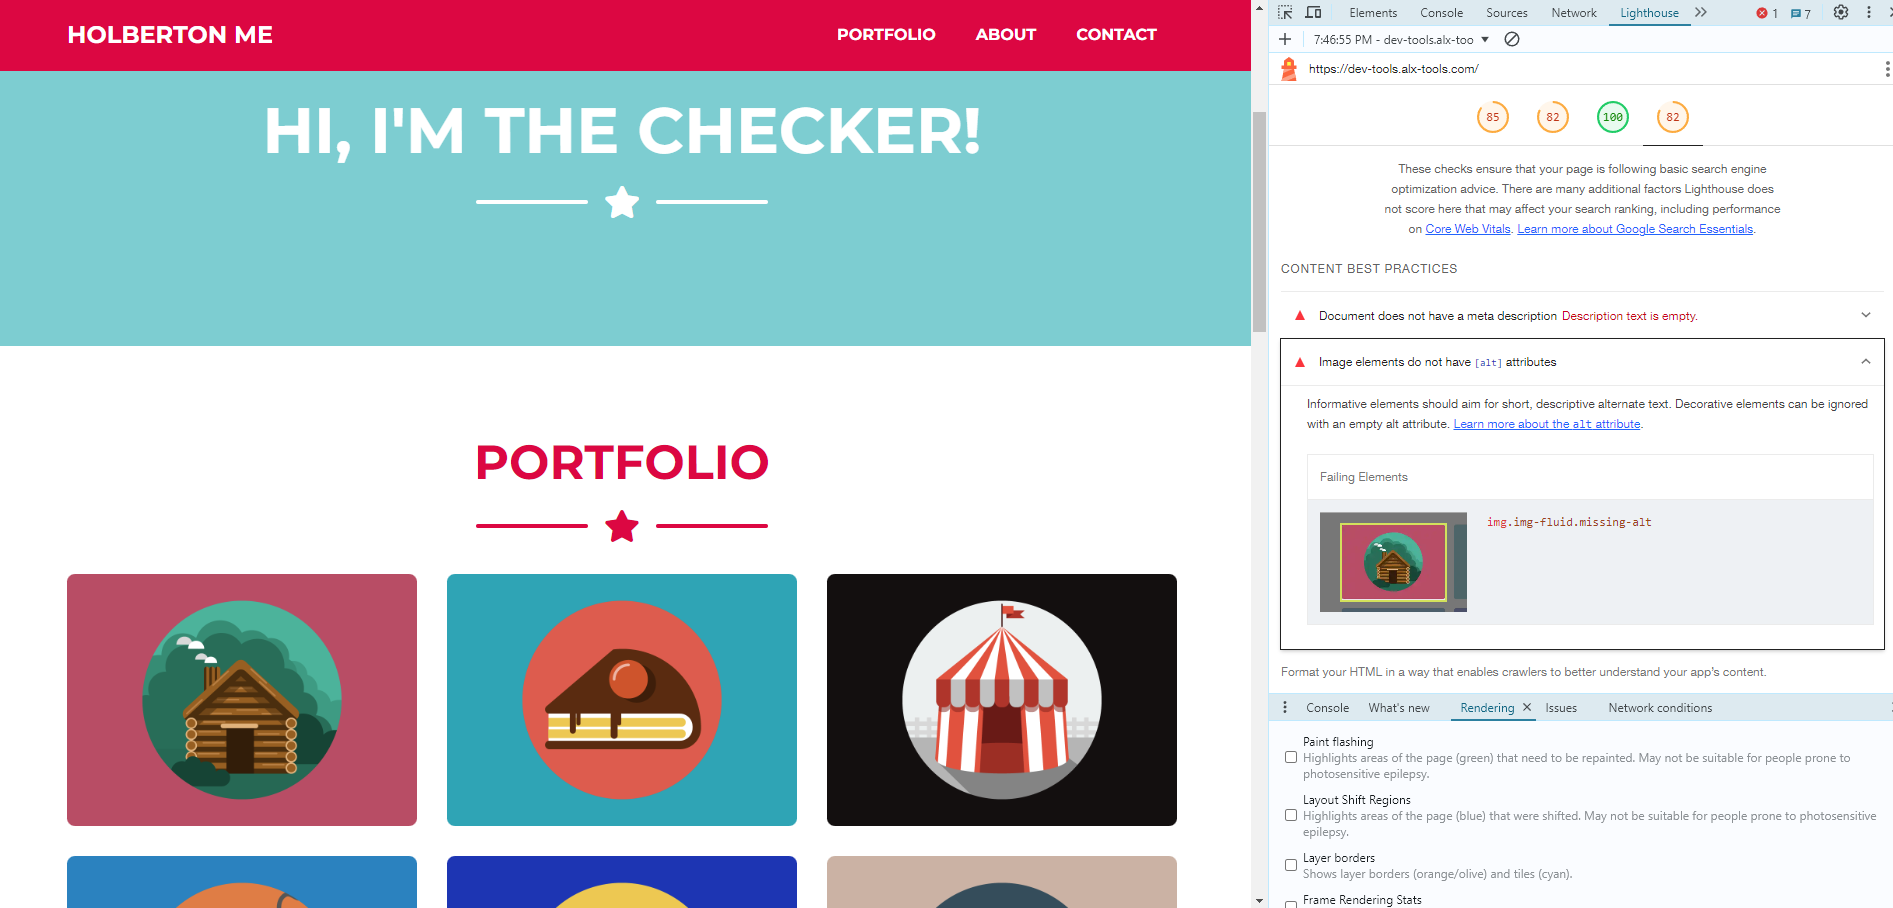 HOLBERTON ME
PORTFOLIO
ABOUT
CONTACT
HI, I'M THE CHECKER!
PORTFOLIO
Elements
Console
Sources
Network
Lighthouse
1
7
7:46:55 PM - dev-tools.alx-too
https://dev-tools.alx-tools.com/
85
82
100
82
These checks ensure that your page is following basic search engine
optimization advice. There are many additional factors Lighthouse does
not score here that may affect your search ranking, including performance
on Core Web Vitals. Learn more about Google Search Essentials.
CONTENT BEST PRACTICES
Document does not have a meta description Description text is empty.
Image elements do not have [alt] attributes
Informative elements should aim for short, descriptive alternate text. Decorative elements can be ignored
with an empty alt attribute. Learn more about the alt attribute.
Failing Elements
img.img-fluid.missing-alt
Format your HTML in a way that enables crawlers to better understand your app's content.
Console
What's new
Rendering
Issues
Network conditions
Paint flashing
Highlights areas of the page (green) that need to be repainted. May not be suitable for people prone to
photosensitive epilepsy.
Layout Shift Regions
Highlights areas of the page (blue) that were shifted. May not be suitable for people prone to photosensitive
epilepsy.
Layer borders
Shows layer borders (orange/olive) and tiles (cyan).
Frame Rendering Stats